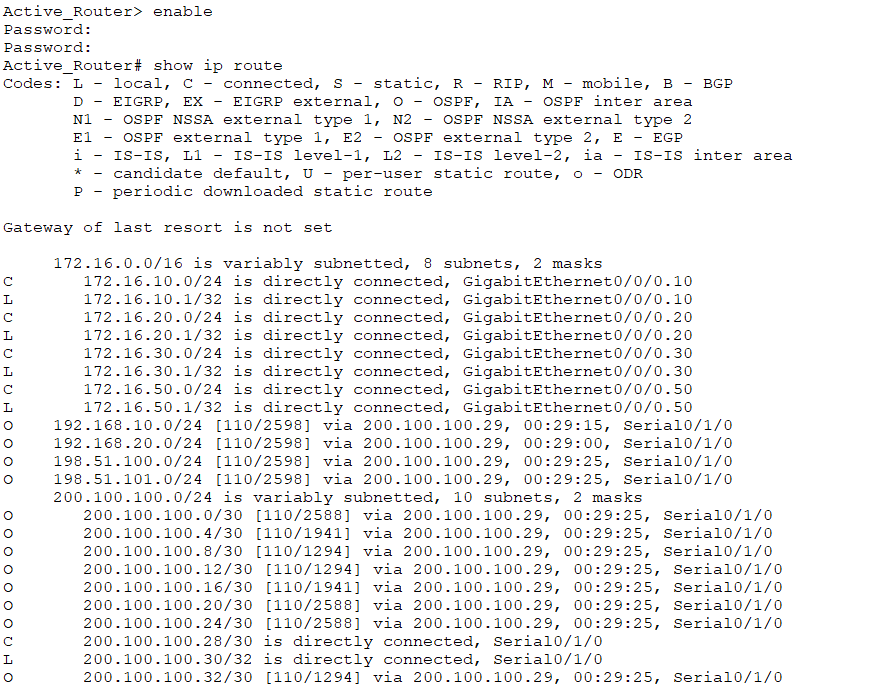 Active_Router> enable
Password:
Password:
Active_Router# show ip route
Codes: L - local, C - connected, S - static, R - RIP, M - mobile, B - BGP
       D - EIGRP, EX - EIGRP external, O - OSPF, IA - OSPF inter area
       N1 - OSPF NSSA external type 1, N2 - OSPF NSSA external type 2
       E1 - OSPF external type 1, E2 - OSPF external type 2, E - EGP
       i - IS-IS, L1 - IS-IS level-1, L2 - IS-IS level-2, ia - IS-IS inter area
       * - candidate default, U - per-user static route, o - ODR
       P - periodic downloaded static route

Gateway of last resort is not set

     172.16.0.0/16 is variably subnetted, 8 subnets, 2 masks
C       172.16.10.0/24 is directly connected, GigabitEthernet0/0/0.10
L       172.16.10.1/32 is directly connected, GigabitEthernet0/0/0.10
C       172.16.20.0/24 is directly connected, GigabitEthernet0/0/0.20
L       172.16.20.1/32 is directly connected, GigabitEthernet0/0/0.20
C       172.16.30.0/24 is directly connected, GigabitEthernet0/0/0.30
L       172.16.30.1/32 is directly connected, GigabitEthernet0/0/0.30
C       172.16.50.0/24 is directly connected, GigabitEthernet0/0/0.50
L       172.16.50.1/32 is directly connected, GigabitEthernet0/0/0.50
O    192.168.10.0/24 [110/2598] via 200.100.100.29, 00:29:15, Serial0/1/0
O    192.168.20.0/24 [110/2598] via 200.100.100.29, 00:29:00, Serial0/1/0
O    198.51.100.0/24 [110/2598] via 200.100.100.29, 00:29:25, Serial0/1/0
O    198.51.101.0/24 [110/2598] via 200.100.100.29, 00:29:25, Serial0/1/0
     200.100.100.0/24 is variably subnetted, 10 subnets, 2 masks
O       200.100.100.0/30 [110/2588] via 200.100.100.29, 00:29:25, Serial0/1/0
O       200.100.100.4/30 [110/1941] via 200.100.100.29, 00:29:25, Serial0/1/0
O       200.100.100.8/30 [110/1294] via 200.100.100.29, 00:29:25, Serial0/1/0
O       200.100.100.12/30 [110/1294] via 200.100.100.29, 00:29:25, Serial0/1/0
O       200.100.100.16/30 [110/1941] via 200.100.100.29, 00:29:25, Serial0/1/0
O       200.100.100.20/30 [110/2588] via 200.100.100.29, 00:29:25, Serial0/1/0
O       200.100.100.24/30 [110/2588] via 200.100.100.29, 00:29:25, Serial0/1/0
C       200.100.100.28/30 is directly connected, Serial0/1/0
L       200.100.100.30/32 is directly connected, Serial0/1/0
O       200.100.100.32/30 [110/1294] via 200.100.100.29, 00:29:25, Serial0/1/0